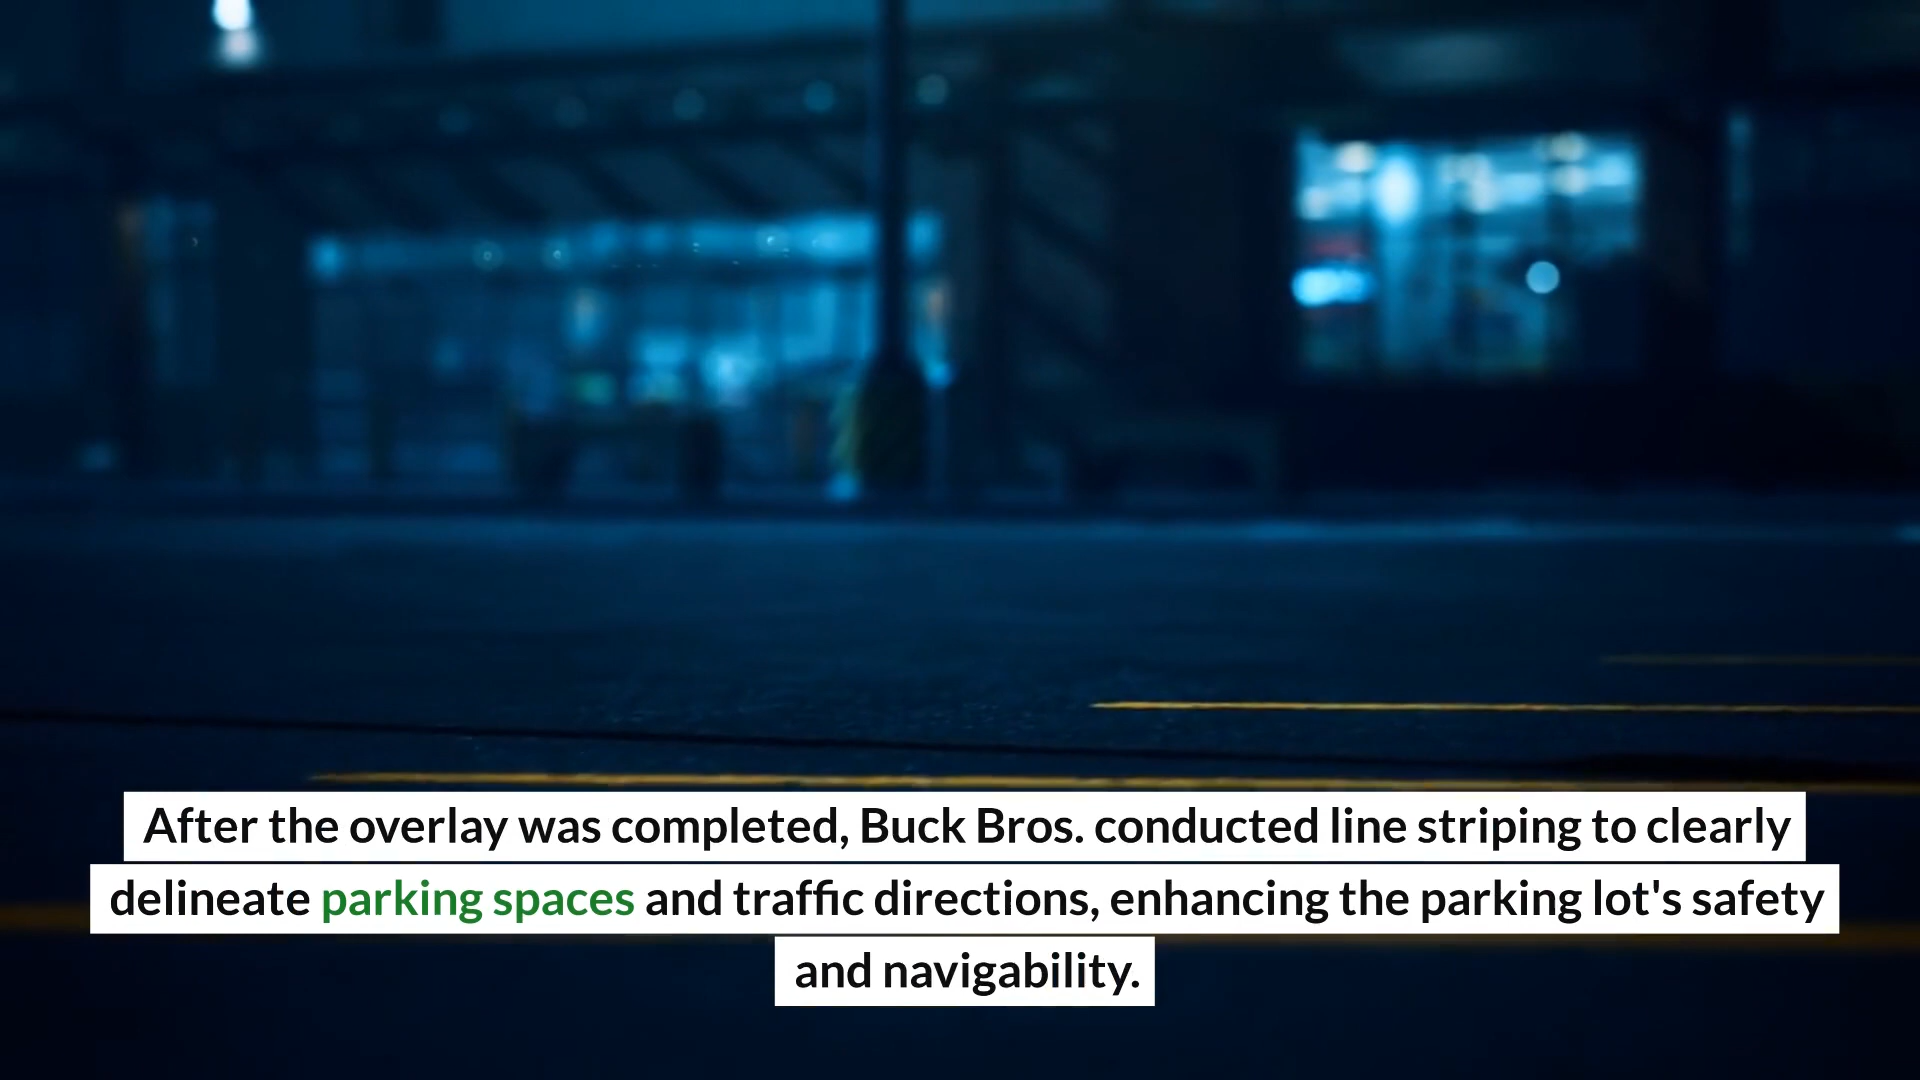 After the overlay was completed, Buck Bros. conducted line striping to clearly
delineate parking spaces and traffic directions, enhancing the parking lot's safety
and navigability.